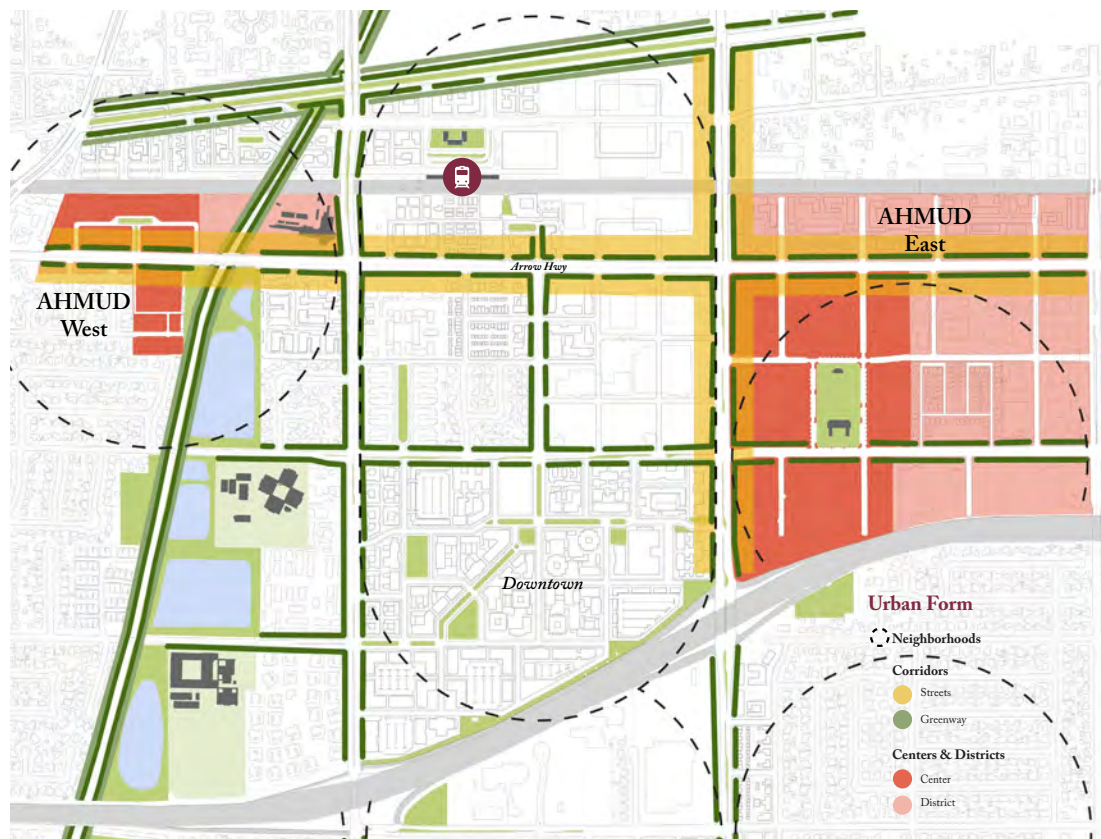 AHMUD
East
Arrow Hwy
AHMUD
West
Downtown
Urban Form
Neighborhoods
Corridors
Streets
Greenway
Centers & Districts
Center
District